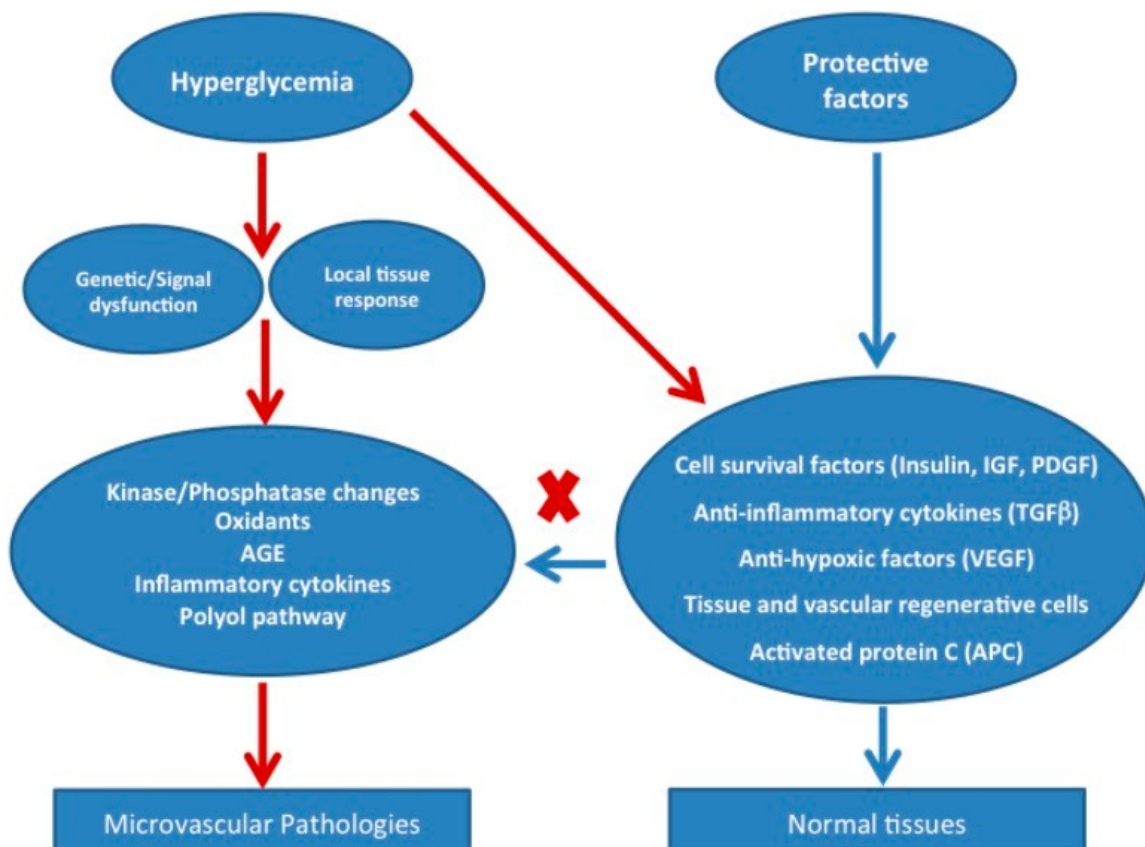 Hyperglycemia
Protective
factors
Genetic/Signal
dysfunction
Local tissue
response
Kinase/Phosphatase changes
Oxidants
AGE
Inflammatory cytokines
Polyol pathway
Cell survival factors (Insulin, IGF, PDGF)
Anti-inflammatory cytokines (TGFβ)
Anti-hypoxic factors (VEGF)
Tissue and vascular regenerative cells
Activated protein C (APC)
Microvascular Pathologies
Normal tissues